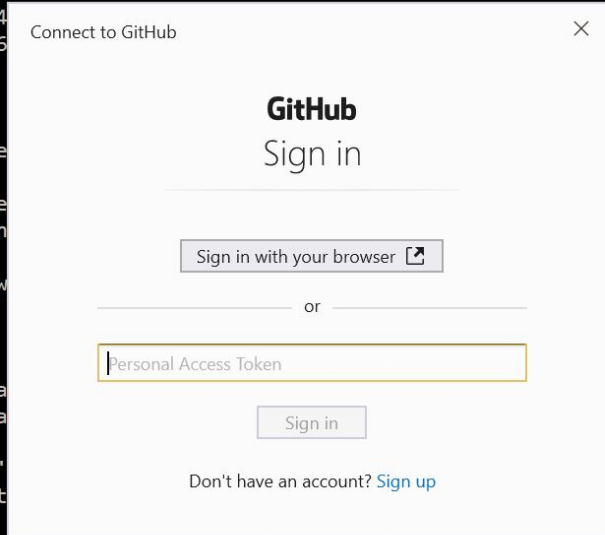 Connect to GitHub
GitHub
Sign in
Sign in with your browser
or
Personal Access Token
Sign in
Don't have an account? Sign up